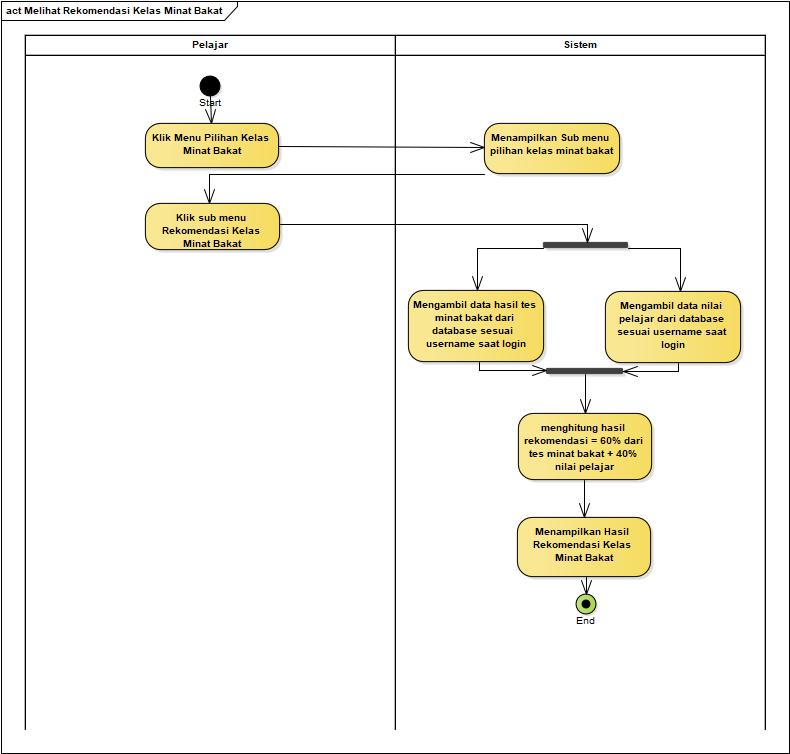 act Melihat Rekomendasi Kelas Minat Bakat
Pelajar
Sistem
Start
Klik Menu Pilihan Kelas
Minat Bakat
Menampilkan Sub menu
pilihan kelas minat bakat
Klik sub menu
Rekomendasi Kelas
Minat Bakat
Mengambil data hasil tes
minat bakat dari
database sesuai
username saat login
Mengambil data nilai
pelajar dari database
sesuai username saat
login
menghitung hasil
rekomendasi = 60% dari
tes minat bakat + 40%
nilai pelajar
Menampilkan Hasil
Rekomendasi Kelas
Minat Bakat
End